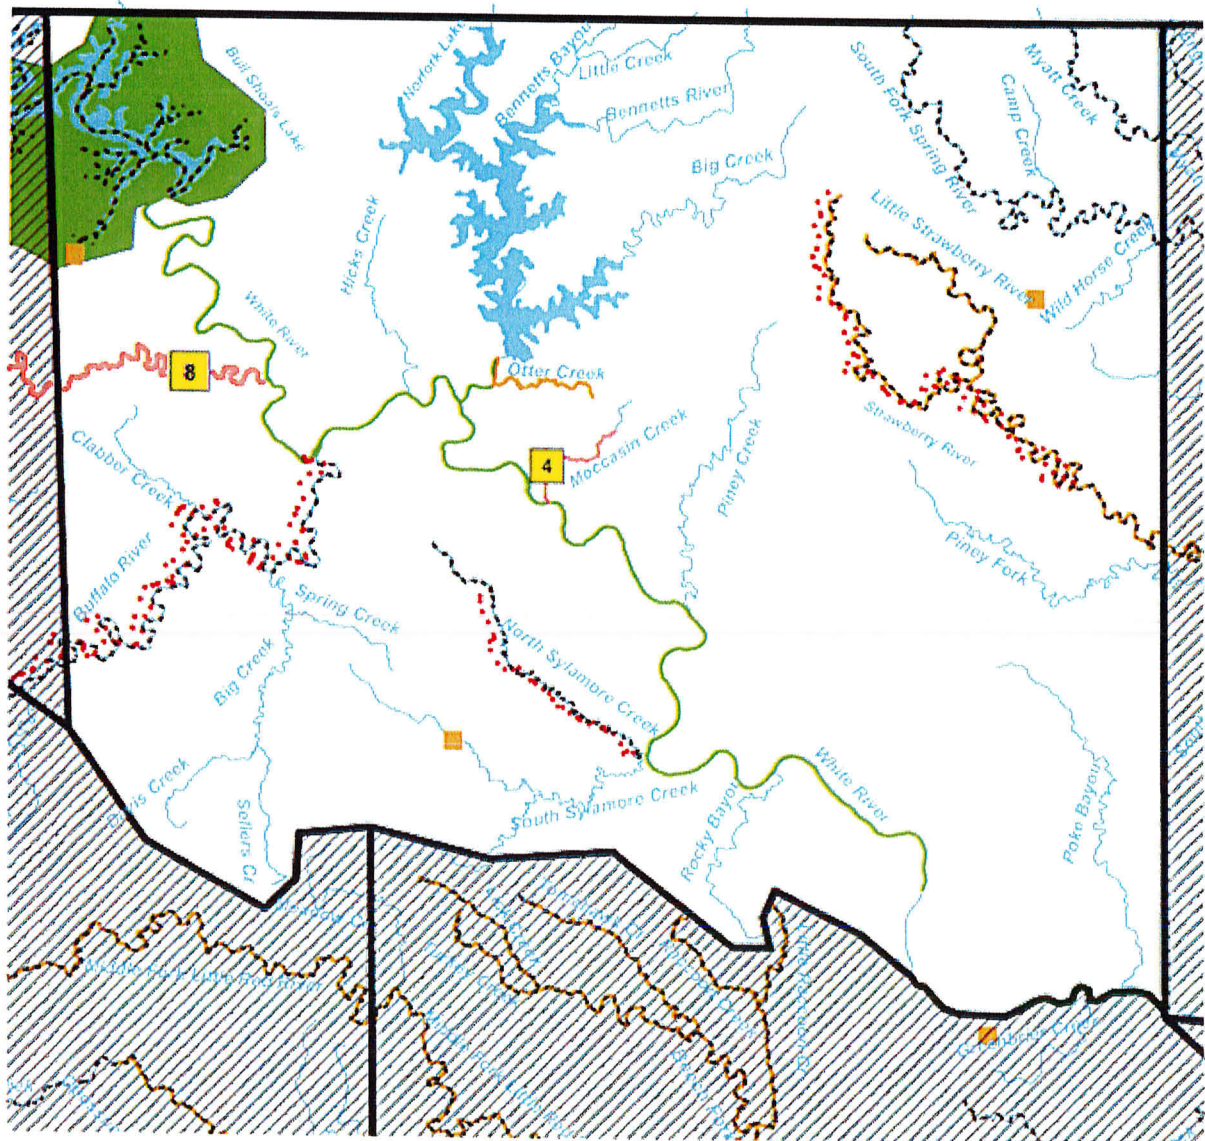 Bull Shoals Lake
Norfork Lake
Bennetts Bayou
Little Creek
Bennetts River
Big Creek
South Fork Spring River
Camp Creek
Myatt Creek
Little Strawberry River
Wild Horse Creek
Hicks Creek
White River
8
Otter Creek
Strawberry River
Clabber Creek
4
Moccasin Creek
Piney Creek
Piney Fork
Buffalo River
Spring Creek
North Sylamore Creek
Big Creek
White River
South Sylamore Creek
Rocky Bayou
Poke Bayou
Sellers Cr
Middle Fork Little Red River